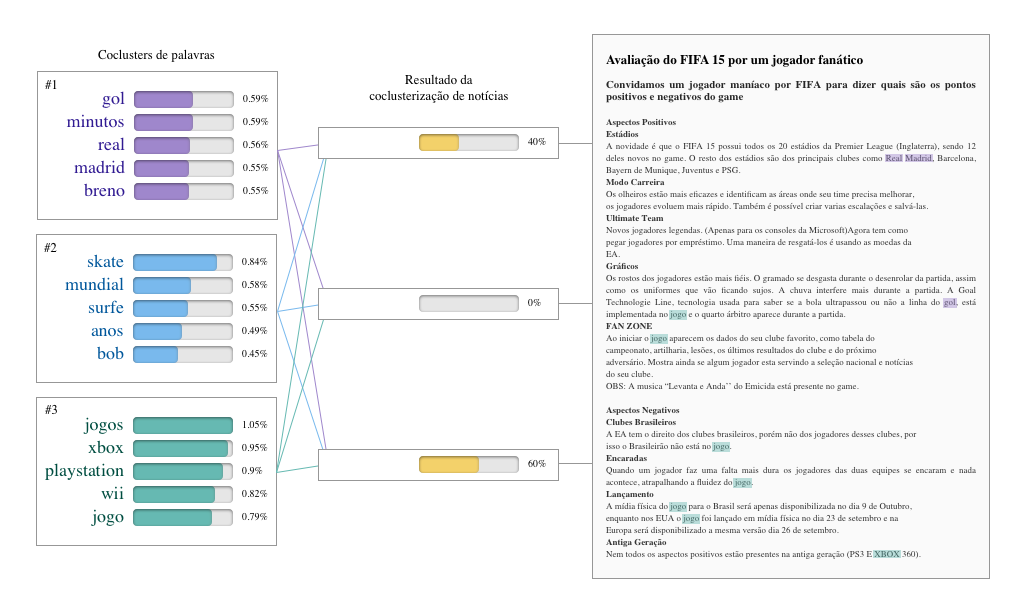 Coclusters de palavras
#1
gol 0.59%
minutos 0.59%
real 0.56%
madrid 0.55%
breno 0.55%
#2
skate 0.84%
mundial 0.58%
surfe 0.55%
anos 0.49%
bob 0.45%
#3
jogos 1.05%
xbox 0.95%
playstation 0.9%
wii 0.82%
jogo 0.79%
Resultado da
coclusterização de notícias
40%
0%
60%
Avaliação do FIFA 15 por um jogador fanático
Convidamos um jogador maníaco por FIFA para dizer quais são os pontos
positivos e negativos do game
Aspectos Positivos
Estádios
A novidade é que o FIFA 15 possui todos os 20 estádios da Premier League (Inglaterra), sendo 12
deles novos no game. O resto dos estádios são dos principais clubes como Real Madrid, Barcelona,
Bayern de Munique, Juventus e PSG.
Modo Carreira
Os olheiros estão mais eficazes e identificam as áreas onde seu time precisa melhorar,
os jogadores evoluem mais rápido. Também é possível criar varias escalações e salvá-las.
Ultimate Team
Novos jogadores legendas. (Apenas para os consoles da Microsoft)Agora tem como
pegar jogadores por empréstimo. Uma maneira de resgatá-los é usando as moedas da
EA.
Gráficos
Os rostos dos jogadores estão mais fiéis. O gramado se desgasta durante o desenrolar da partida, assim
como os uniformes que vão ficando sujos. A chuva interfere mais durante a partida. A Goal
Technologie Line, tecnologia usada para saber se a bola ultrapassou ou não a linha do gol, está
implementada no jogo e o quarto árbitro aparece durante a partida.
FAN ZONE
Ao iniciar o jogo aparecem os dados do seu clube favorito, como tabela do
campeonato, artilharia, lesões, os últimos resultados do clube e do próximo
adversário. Mostra ainda se algum jogador esta servindo a seleção nacional e notícias
do seu clube.
OBS: A musica “Levanta e Anda`` do Emicida está presente no game.
Aspectos Negativos
Clubes Brasileiros
A EA tem o direito dos clubes brasileiros, porém não dos jogadores desses clubes, por
isso o Brasileirão não está no jogo.
Encaradas
Quando um jogador faz uma falta mais dura os jogadores das duas equipes se encaram e nada
acontece, atrapalhando a fluidez do jogo.
Lançamento
A mídia física do jogo para o Brasil será apenas disponibilizada no dia 9 de Outubro,
enquanto nos EUA o jogo foi lançado em mídia física no dia 23 de setembro e na
Europa será disponibilizado a mesma versão dia 26 de setembro.
Antiga Geração
Nem todos os aspectos positivos estão presentes na antiga geração (PS3 E XBOX 360).